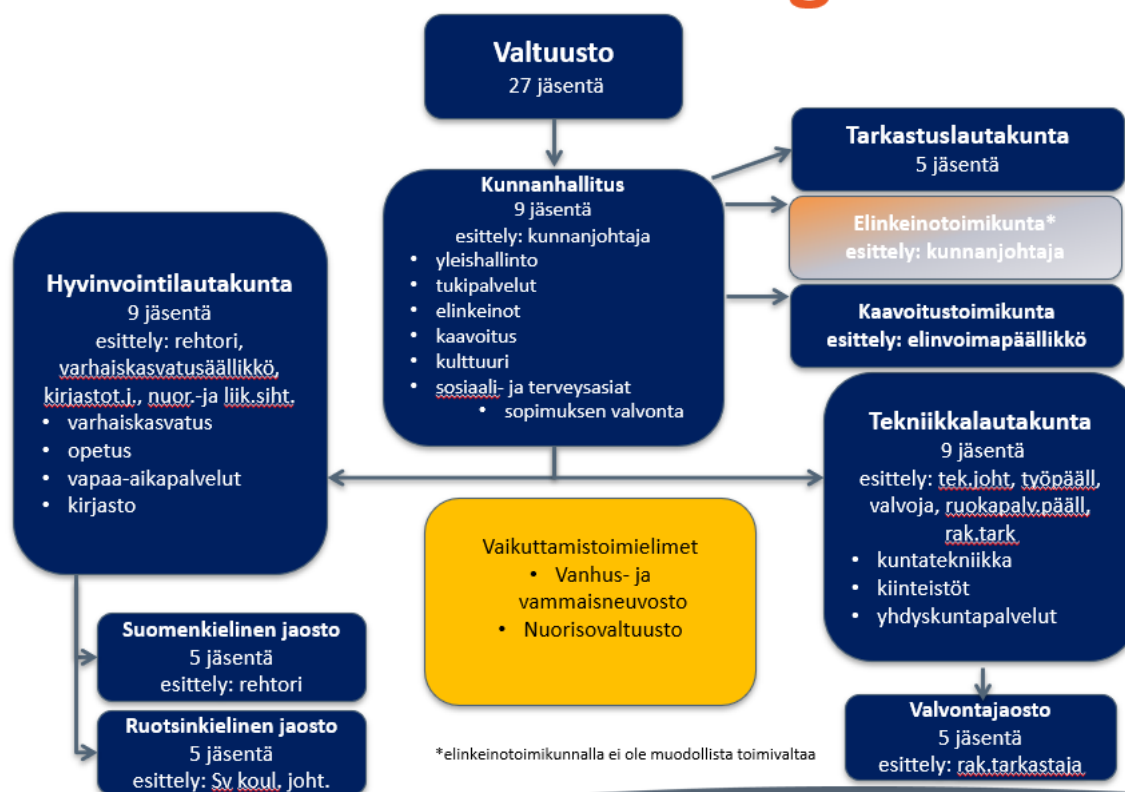 Valtuusto
27 jäsentä
Tarkastuslautakunta
5 jäsentä
Kunnanhallitus
9 jäsentä
esittely: kunnanjohtaja
• yleishallinto
• tukipalvelut
• elinkeinot
• kaavoitus
• kulttuuri
• sosiaali- ja terveysasiat
• sopimuksen valvonta
Elinkeinotoimikunta*
esittely: kunnanjohtaja
Kaavoitustoimikunta
esittely: elinvoimapäällikkö
Hyvinvointilautakunta
9 jäsentä
esittely: rehtori,
varhaiskasvatusäällikkö,
kirjastot.j., nuor.-ja liik.siht.
• varhaiskasvatus
• opetus
• vapaa-aikapalvelut
• kirjasto
Tekniikkalautakunta
9 jäsentä
esittely: tek.joht, työpääll,
valvoja, ruokapalv.pääll,
rak.tark
• kuntatekniikka
• kiinteistöt
• yhdyskuntapalvelut
Vaikuttamistoimielimet
• Vanhus- ja
vammaisneuvosto
• Nuorisovaltuusto
Suomenkielinen jaosto
5 jäsentä
esittely: rehtori
Ruotsinkielinen jaosto
5 jäsentä
esittely: Sv koul, joht.
Valvontajaosto
5 jäsentä
esittely: rak.tarkastaja
*elinkeinotoimikunnalla ei ole muodollista toimivaltaa